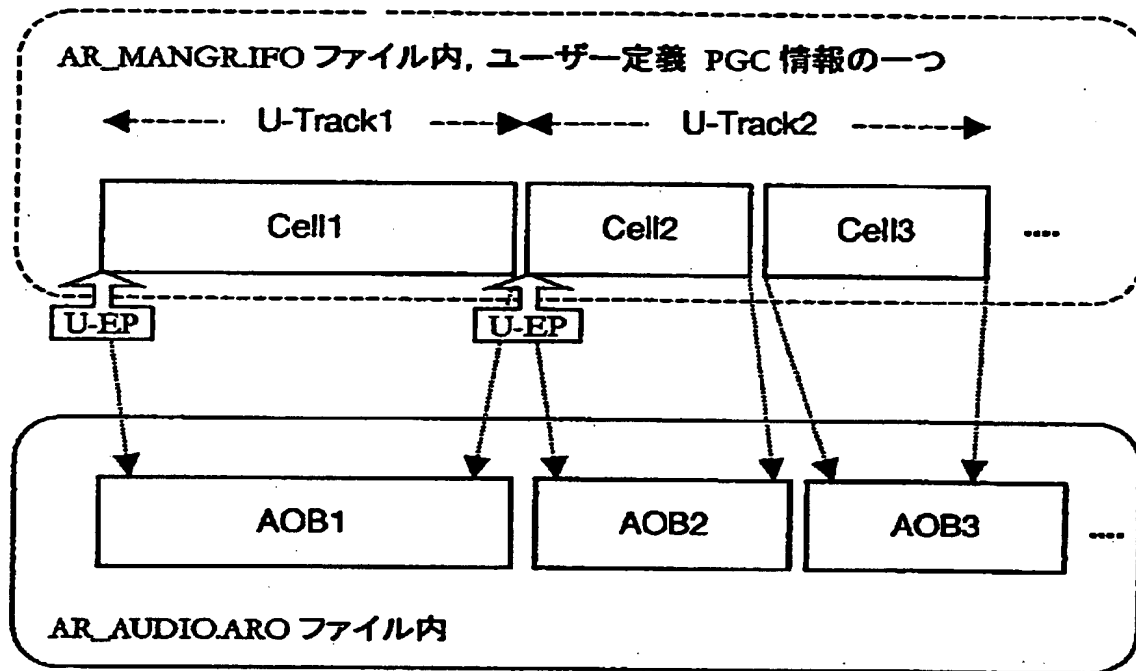 AR_MANGR.IFO ファイル内, ユーザー定義 PGC 情報の一つ
U-Track1 U-Track2
Cell1 Cell2 Cell3 ....
U-EP U-EP
AOB1 AOB2 AOB3 ....
AR_AUDIO.ARO ファイル内